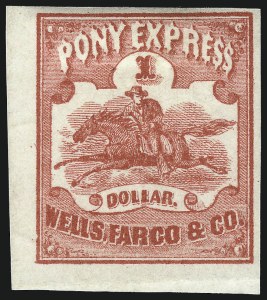 PONY EXPRESS
1
DOLLAR.
WELLS, FARGO & CO.